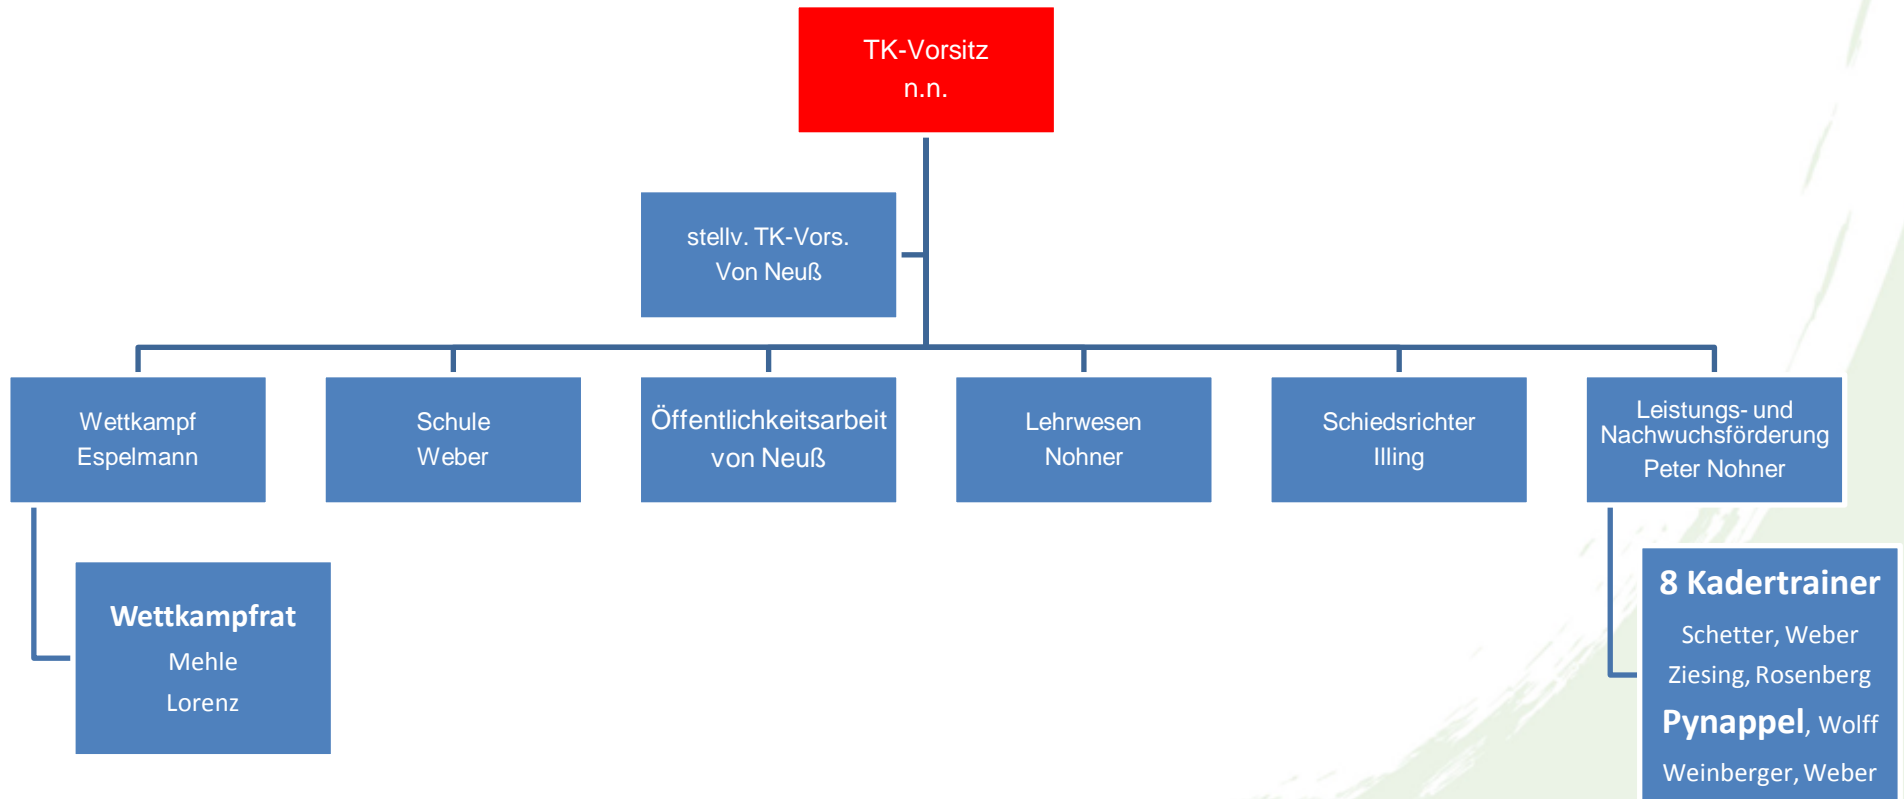 TK-Vorsitz
n.n.
stellv. TK-Vors.
Von Neuß
Wettkampf
Espelmann
Schule
Weber
Öffentlichkeitsarbeit
von Neuß
Lehrwesen
Nohner
Schiedsrichter
Illing
Leistungs- und
Nachwuchsförderung
Peter Nohner
Wettkampfrat
Mehle
Lorenz
8 Kadertrainer
Schetter, Weber
Ziesing, Rosenberg
Pynappel, Wolff
Weinberger, Weber